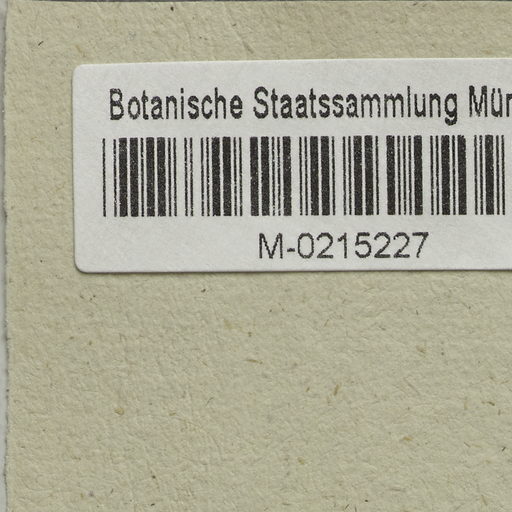 Botanische Staatssammlung Mün
M-0215227